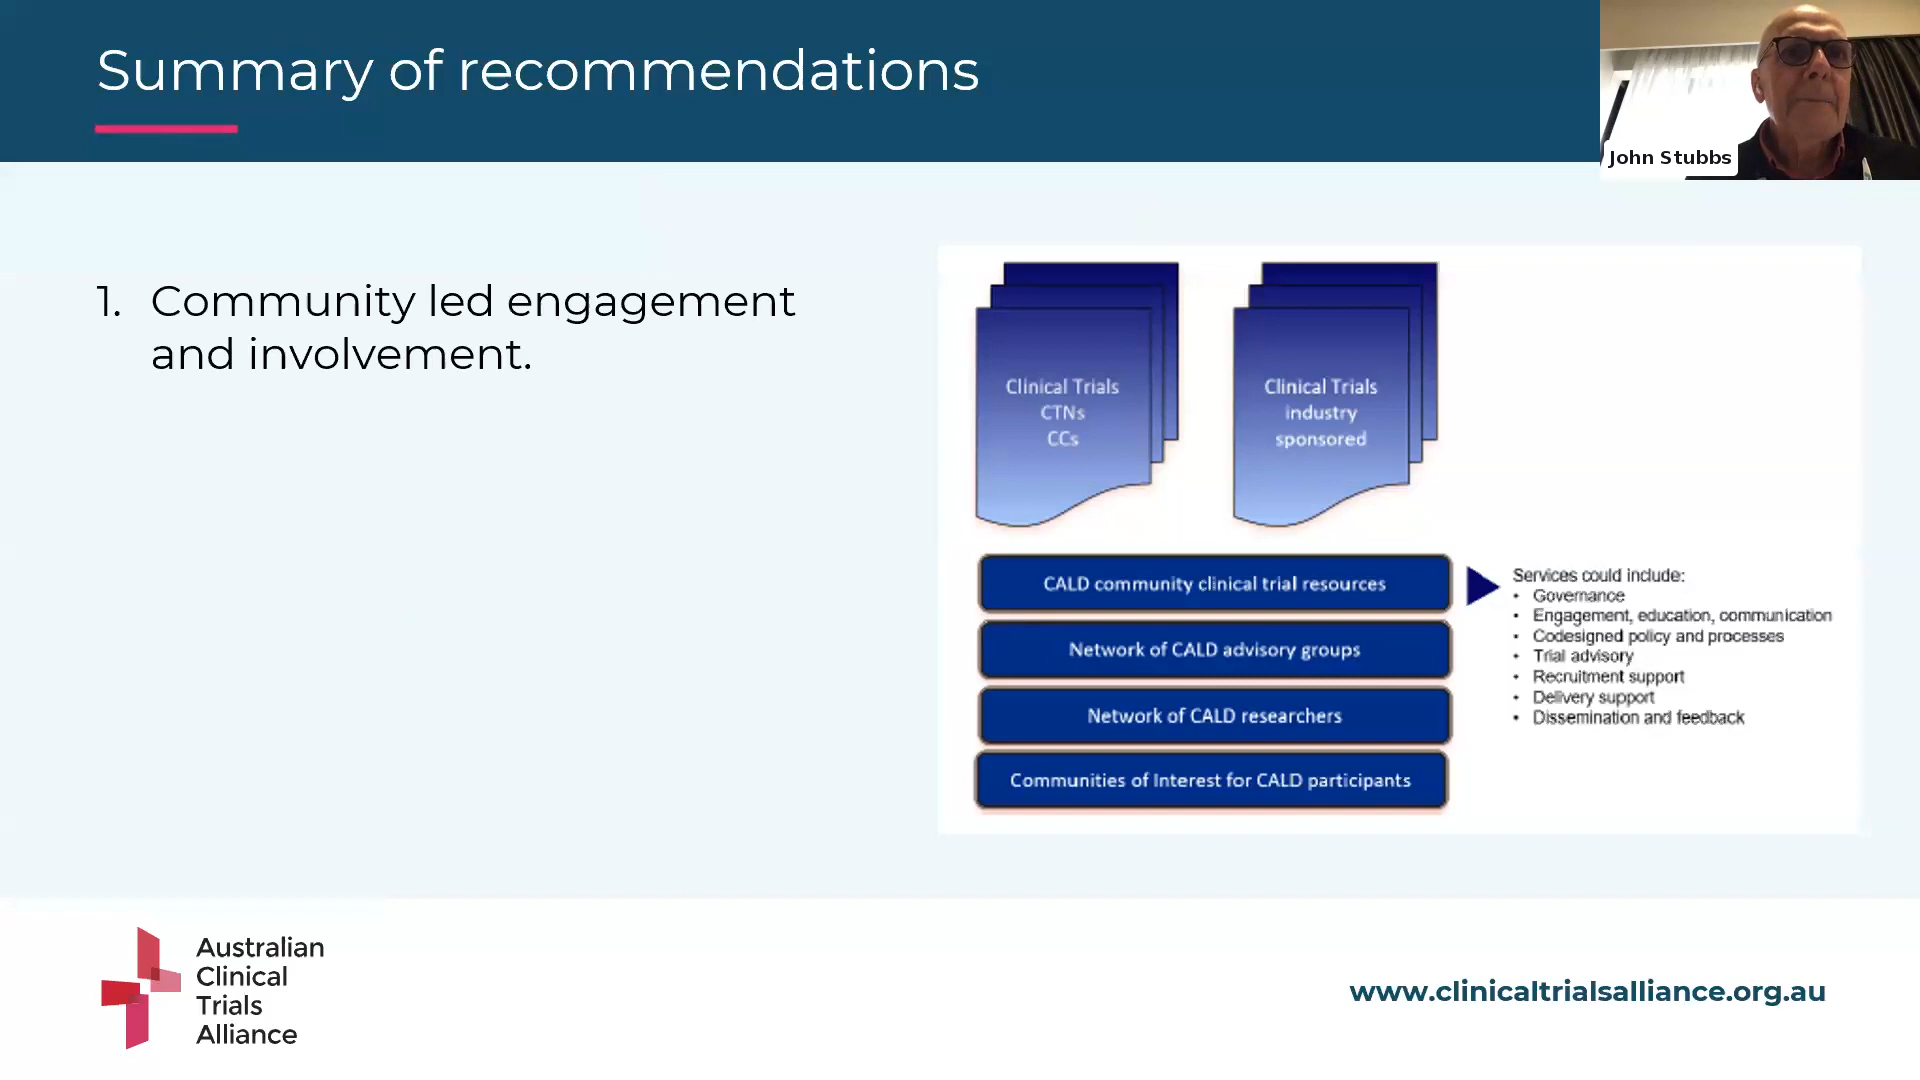 Summary of recommendations
John Stubbs
1. Community led engagement
and involvement.
Clinical Trials
CTNs
CCs
Clinical Trials
industry
sponsored
CALD community clinical trial resources
Network of CALD advisory groups
Network of CALD researchers
Communities of Interest for CALD participants
Services could include:
• Governance
• Engagement, education, communication
• Codesigned policy and processes
• Trial advisory
• Recruitment support
• Delivery support
• Dissemination and feedback
Australian
Clinical
Trials
Alliance
www.clinicaltrialsalliance.org.au